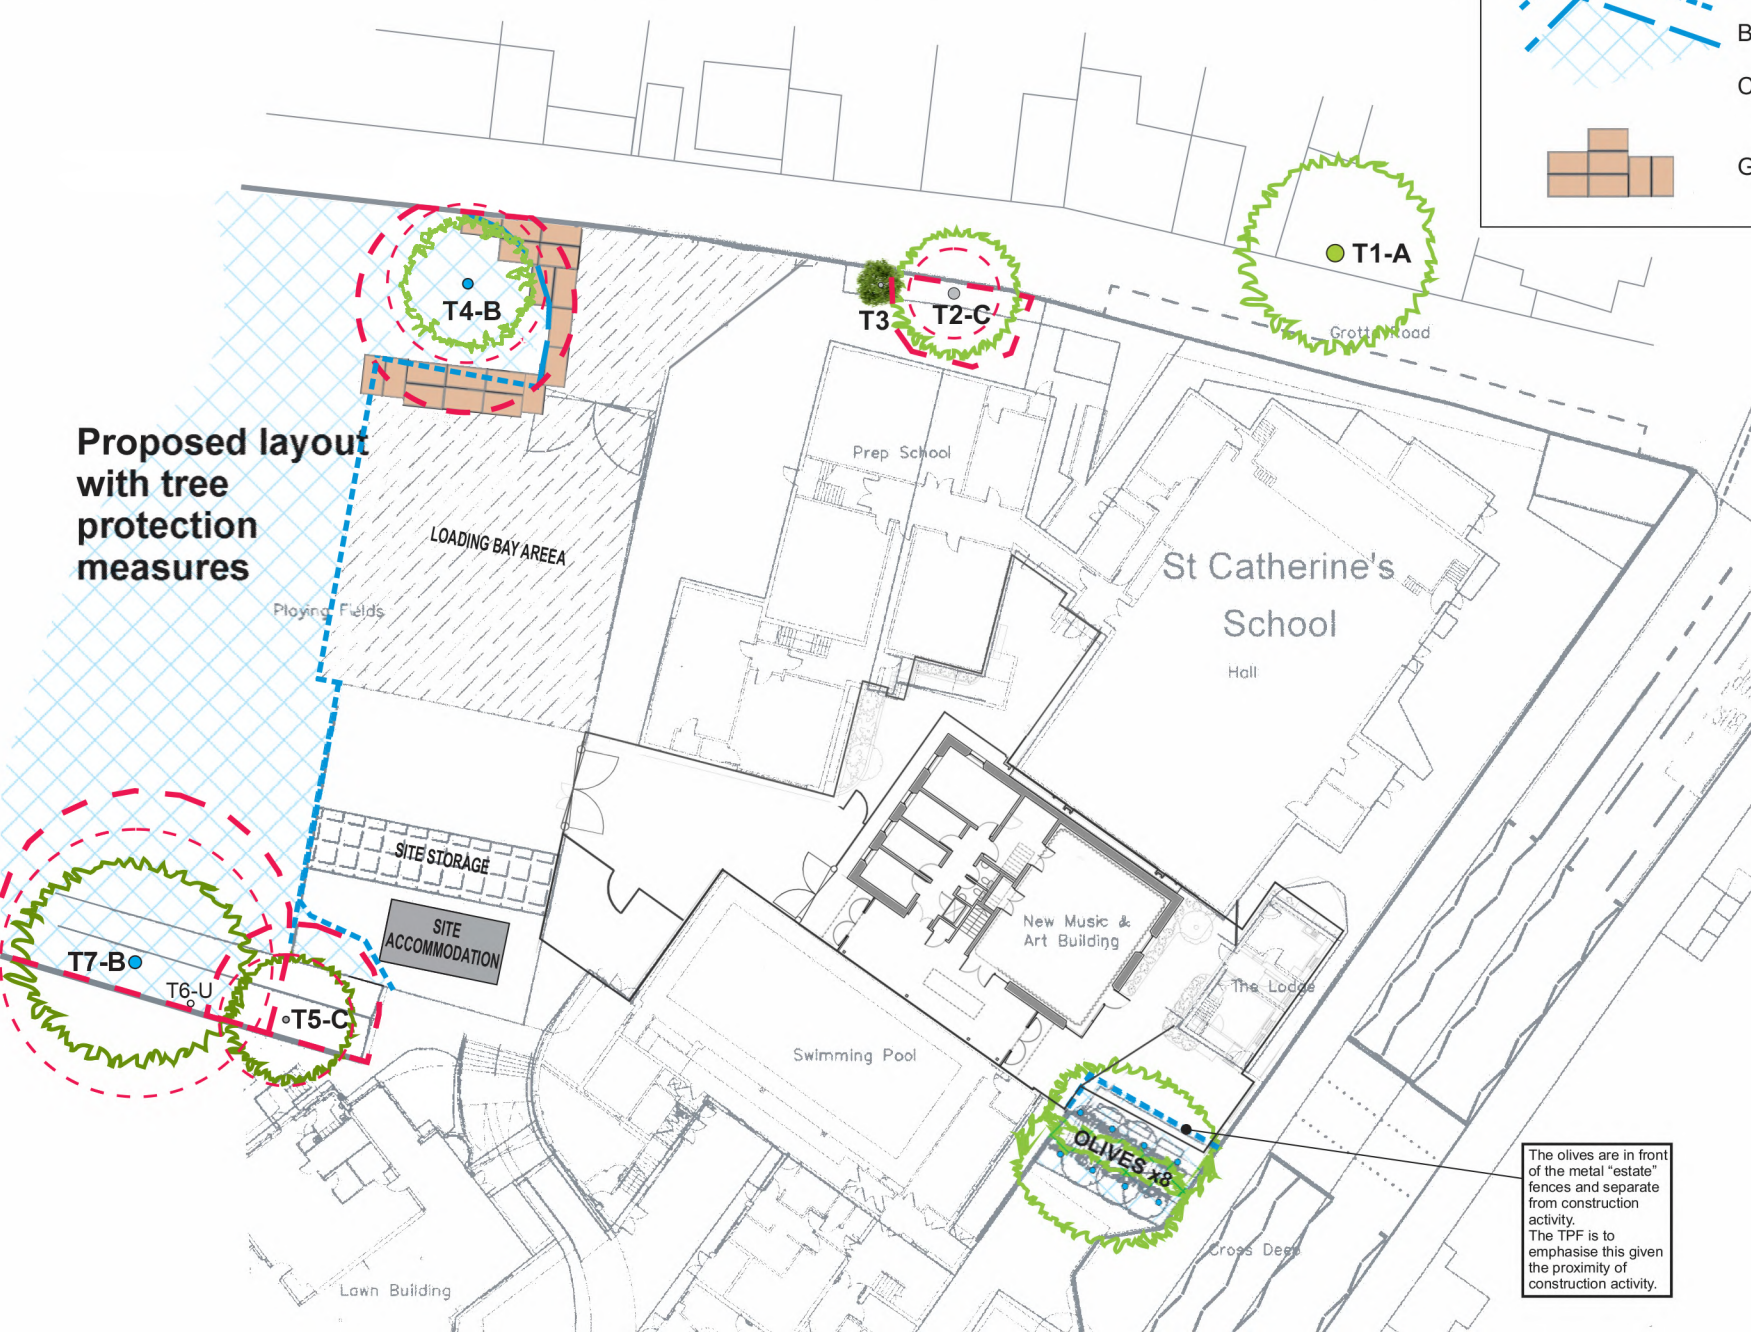 B
C
G
T1-A
Grotto Road
T4-B
T3
T2-C
Proposed layout
with tree
protection
measures
Prep School
LOADING BAY AREEA
St Catherine's
School
Hall
Playing Fields
SITE STORAGE
SITE
ACCOMMODATION
New Music &
Art Building
T7-B
T6-U
T5-C
The Lodge
Swimming Pool
OLIVES x8
The olives are in front
of the metal “estate”
fences and separate
from construction
activity.
The TPF is to
emphasise this given
the proximity of
construction activity.
Cross Deep
Lawn Building